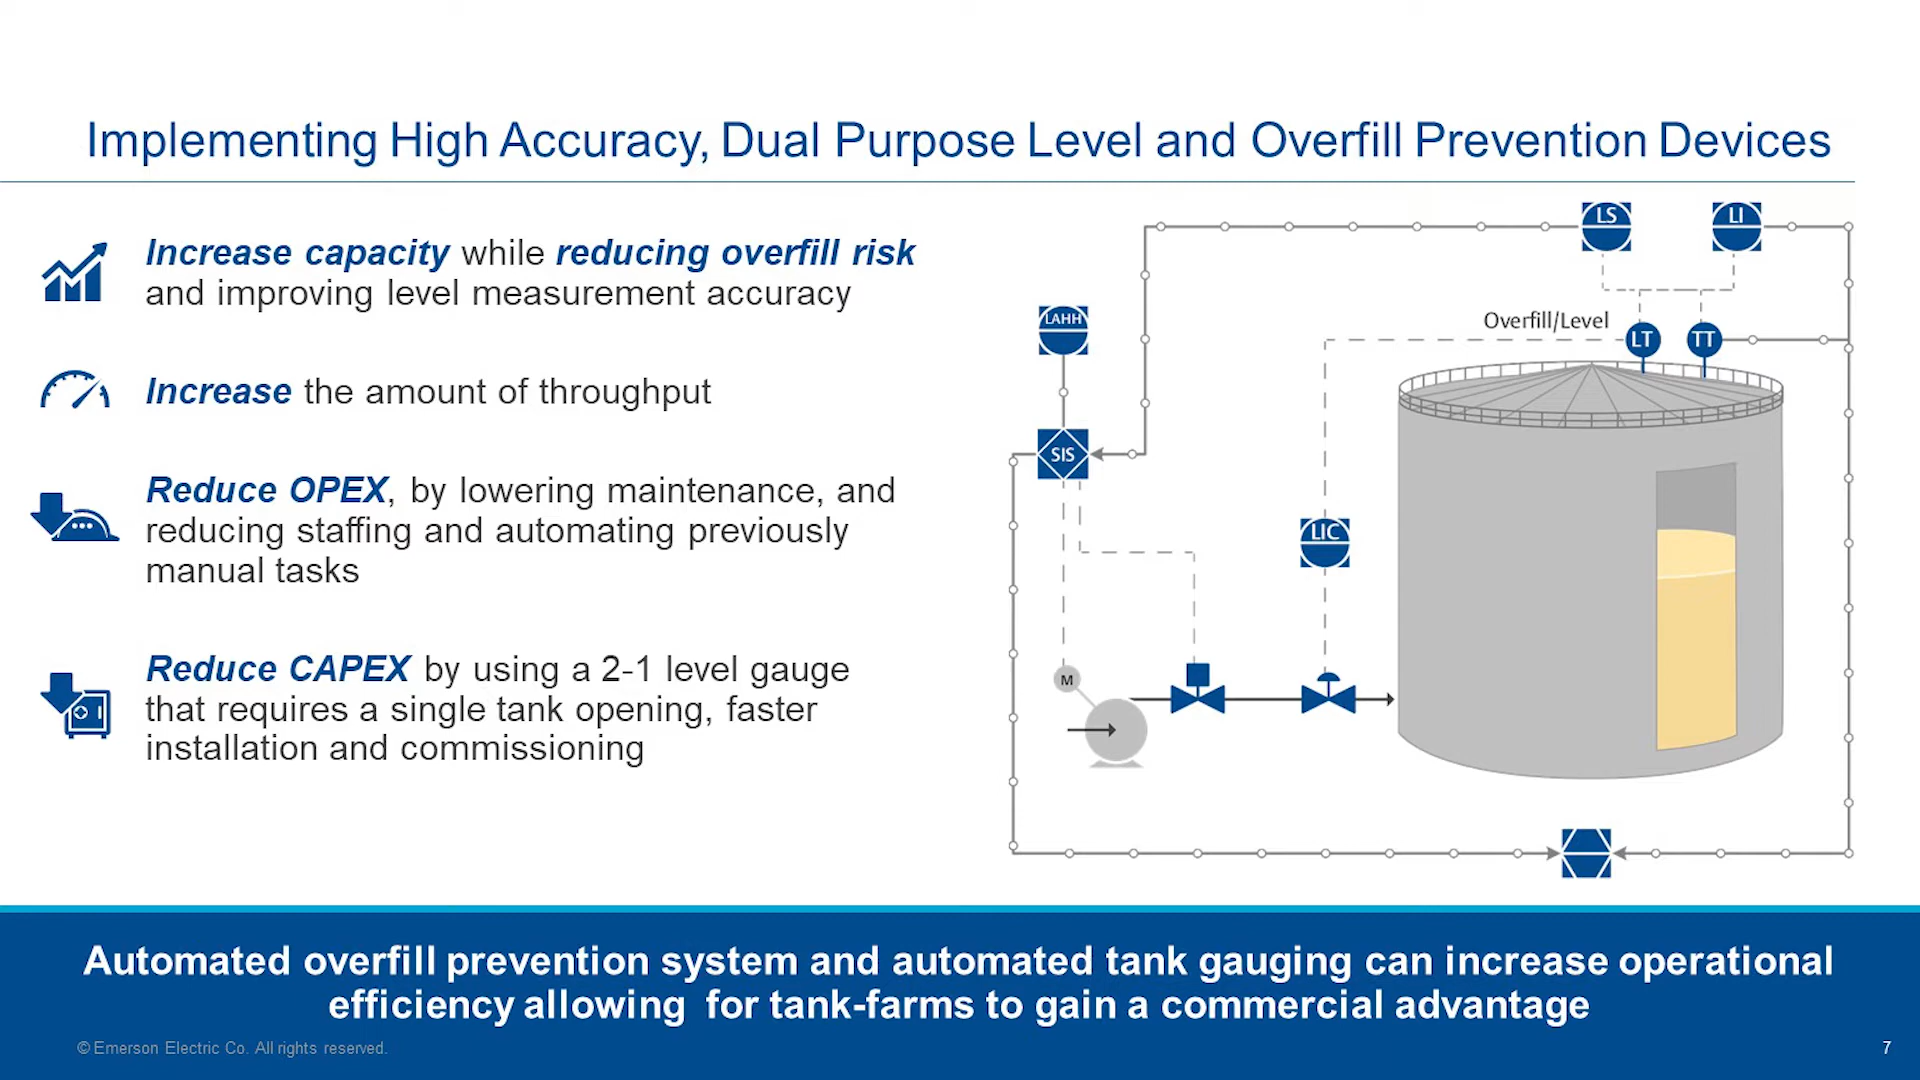 Implementing High Accuracy, Dual Purpose Level and Overfill Prevention Devices
Increase capacity while reducing overfill risk
and improving level measurement accuracy
Increase the amount of throughput
Reduce OPEX, by lowering maintenance, and
reducing staffing and automating previously
manual tasks
Reduce CAPEX by using a 2-1 level gauge
that requires a single tank opening, faster
installation and commissioning
LS
LI
LAHH
Overfill/Level
LT
TT
SIS
LIC
M
Automated overfill prevention system and automated tank gauging can increase operational
efficiency allowing for tank-farms to gain a commercial advantage
© Emerson Electric Co. All rights reserved.
7